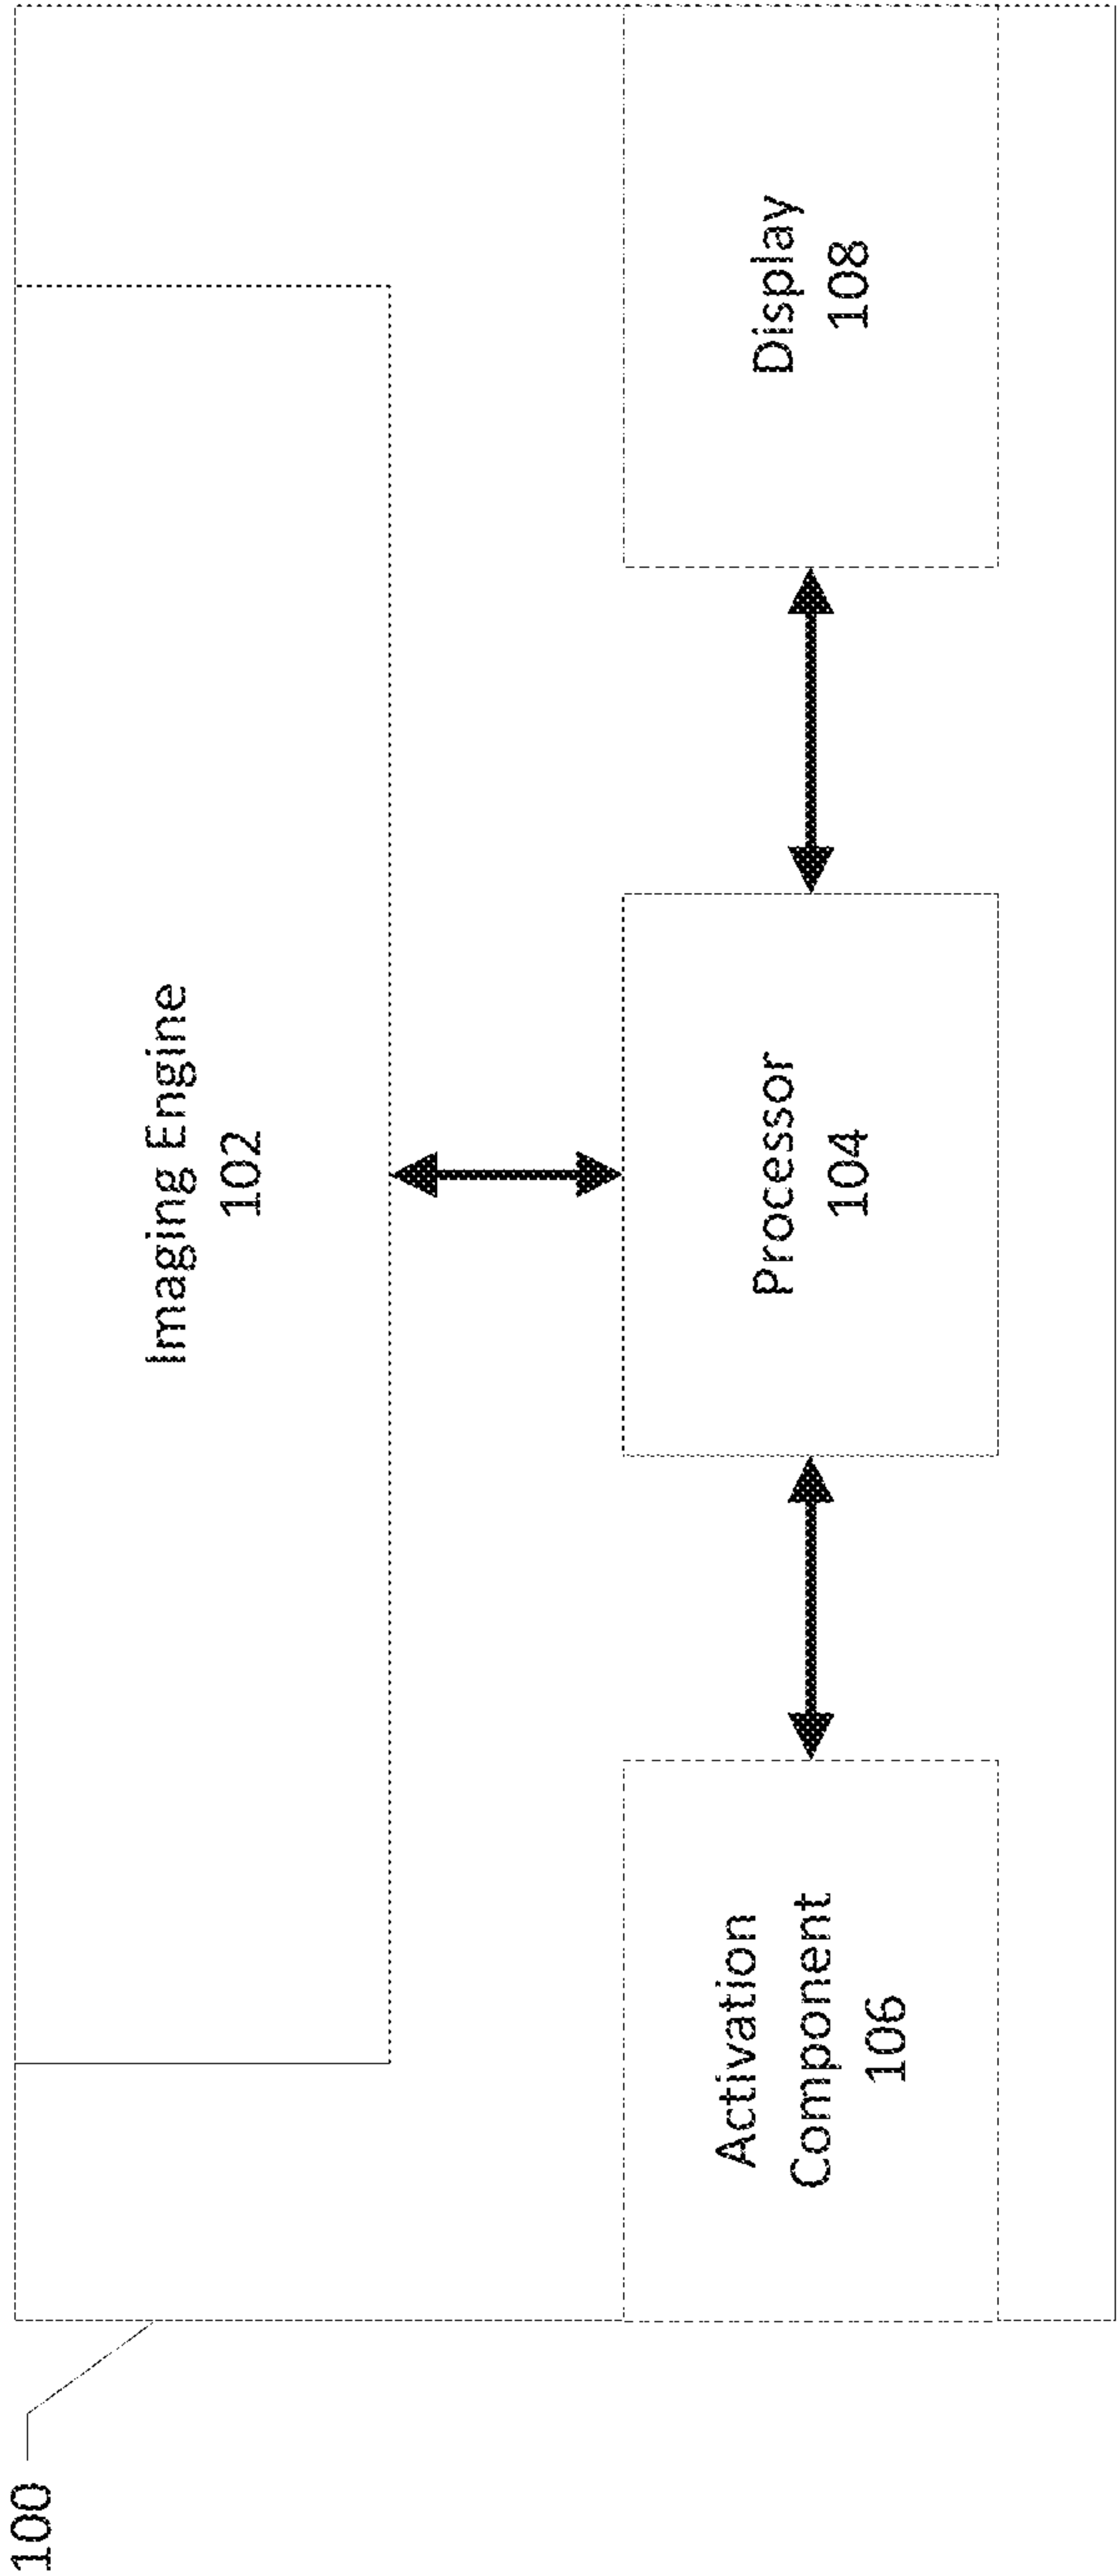 100
Imaging Engine
102
Activation
Component
106
Processor
104
Display
108